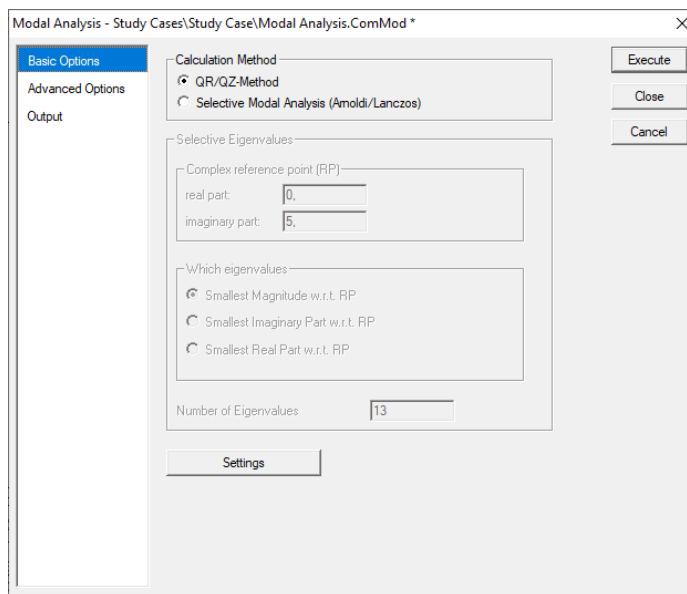 Modal Analysis - Study Cases\Study Case\Modal Analysis.ComMod *
Basic Options
Advanced Options
Output
Calculation Method
QR/QZ-Method
Selective Modal Analysis (Arnoldi/Lanczos)
Selective Eigenvalues
Complex reference point (RP)
real part: 0,
imaginary part: 5,
Which eigenvalues
Smallest Magnitude w.r.t. RP
Smallest Imaginary Part w.r.t. RP
Smallest Real Part w.r.t. RP
Number of Eigenvalues 13
Settings
Execute
Close
Cancel